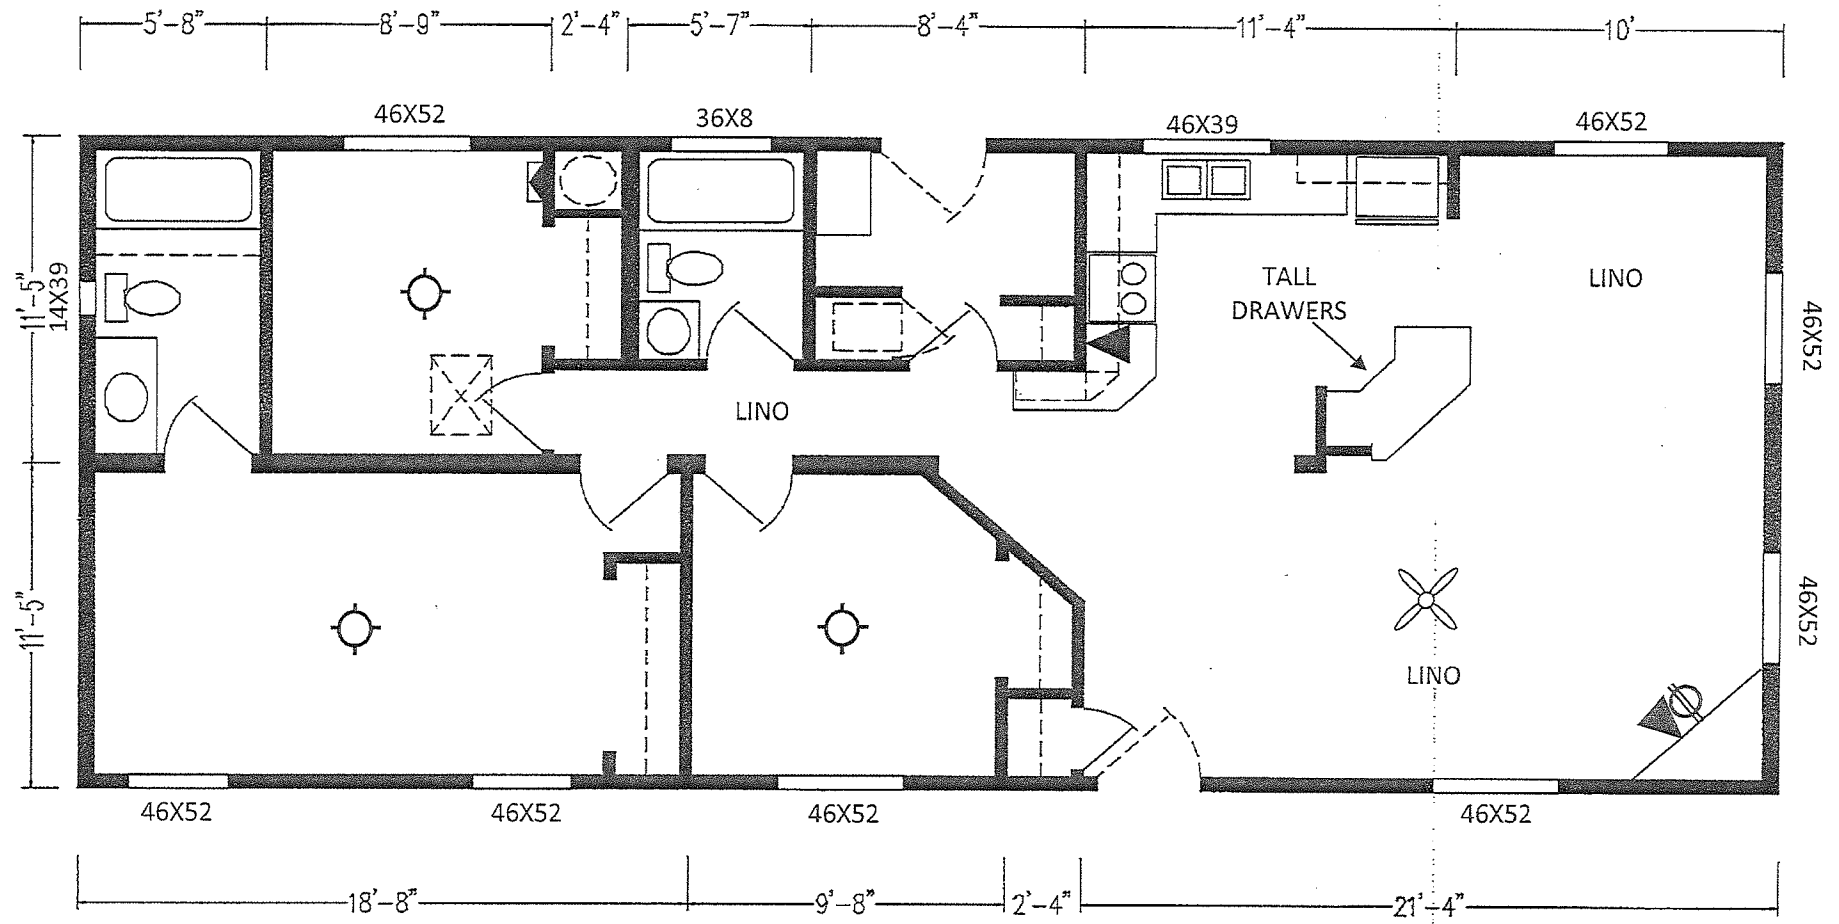 5'-8" 8'-9" 2'-4" 5'-7" 8'-4" 11'-4" 10'
46X52 36X8 46X39 46X52
11'-5"
14X39
TALL
DRAWERS
LINO
46X52
LINO
11'-5"
46X52
LINO
46X52 46X52 46X52 46X52
18'-8" 9'-8" 2'-4" 21'-4"